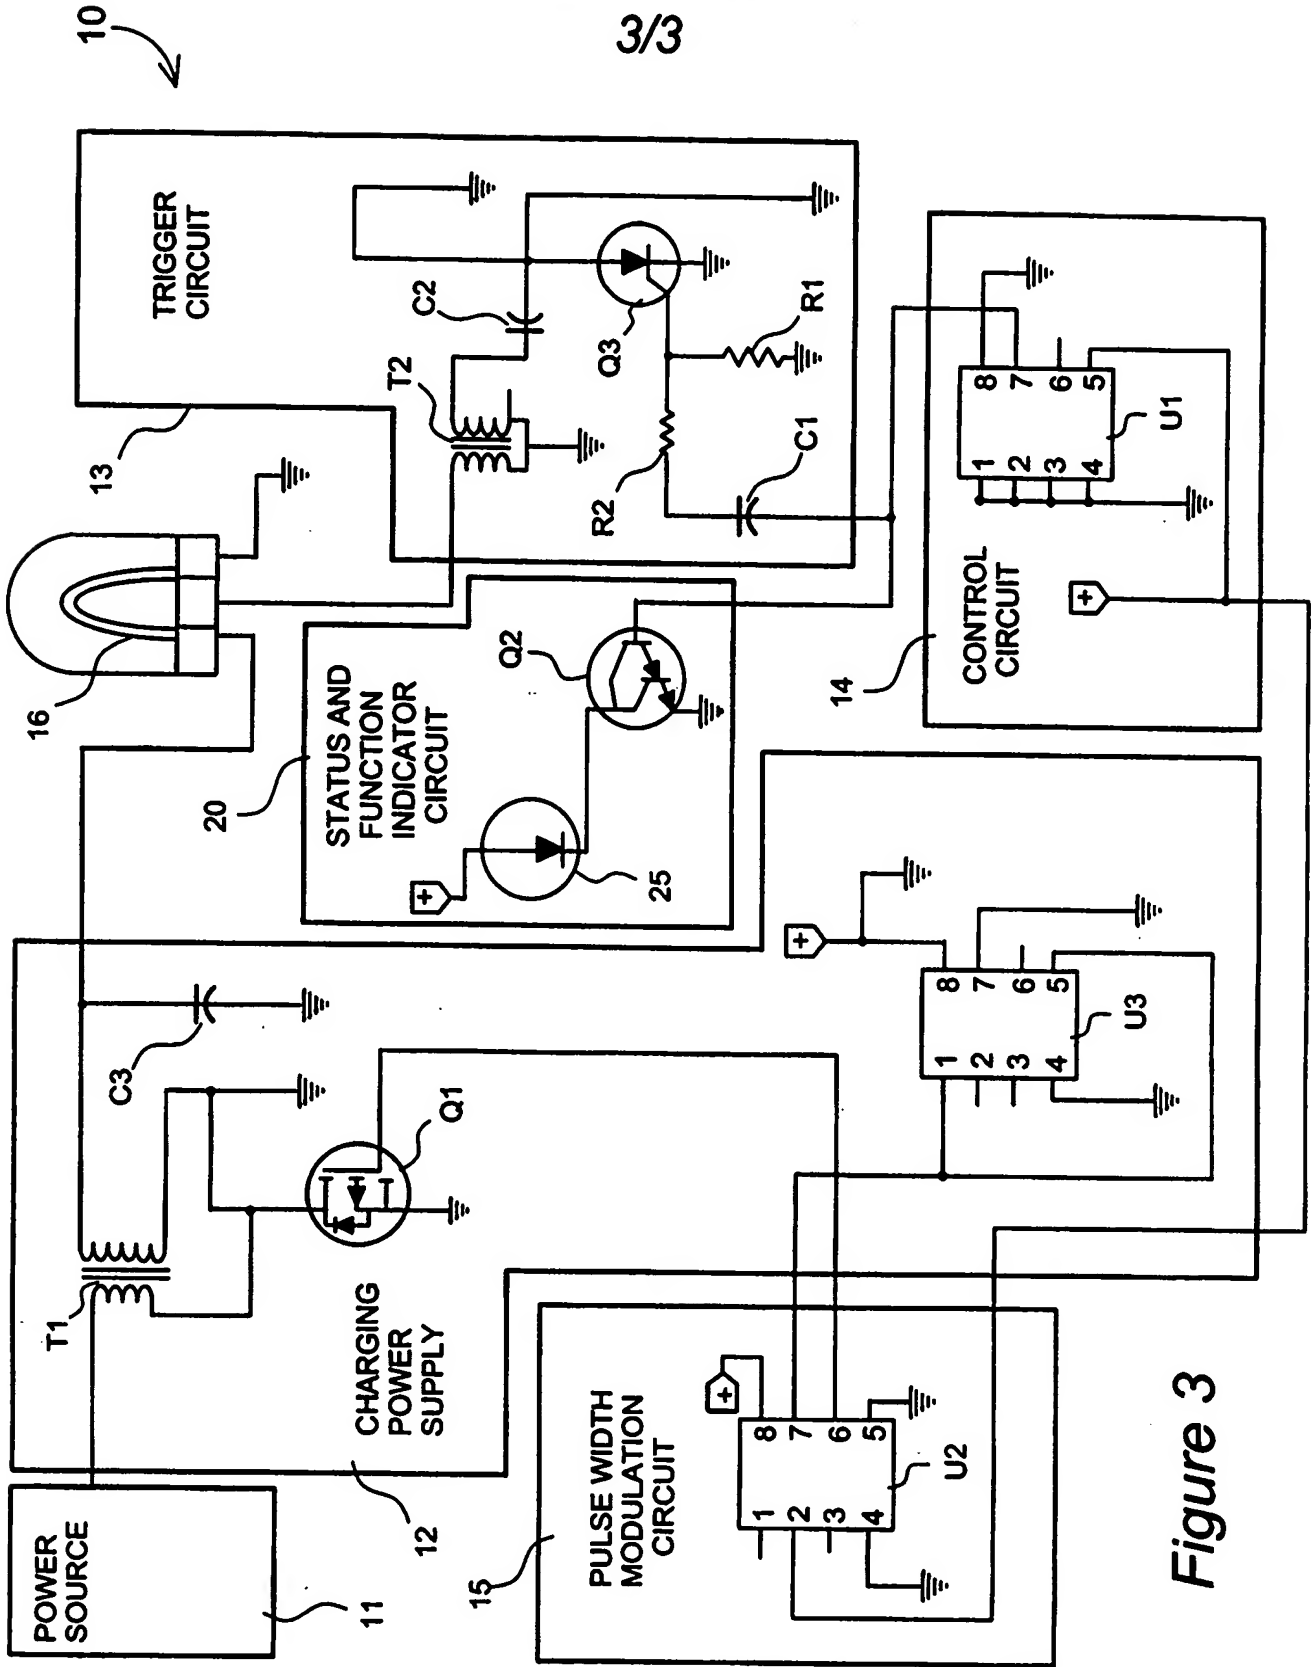 3/3
10
POWER
SOURCE
11
T1
C3
16
13
TRIGGER
CIRCUIT
T2
C2
Q3
R1
R2
C1
CHARGING
POWER
SUPPLY
12
Q1
20
STATUS AND
FUNCTION
INDICATOR
CIRCUIT
+
25
Q2
15
PULSE WIDTH
MODULATION
CIRCUIT
+
1 8
2 7
3 6
4 5
U2
+
1 8
2 7
3 6
4 5
U3
14
CONTROL
CIRCUIT
+
1 8
2 7
3 6
4 5
U1
Figure 3